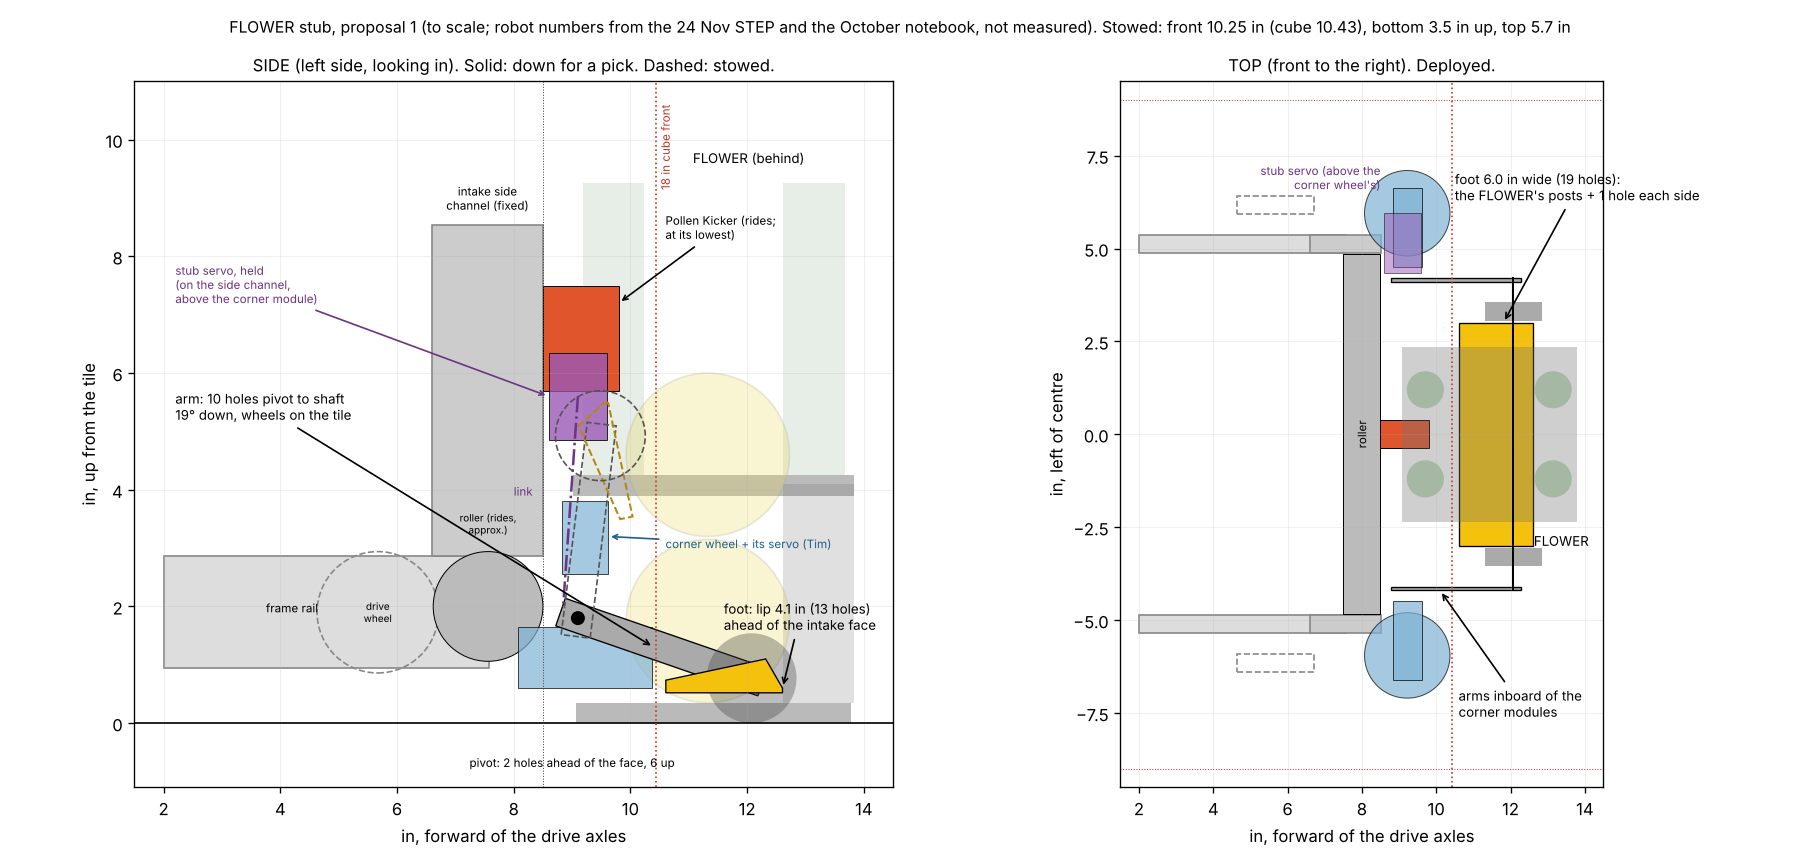 FLOWER stub, proposal 1 (to scale; robot numbers from the 24 Nov STEP and the October notebook, not measured). Stowed: front 10.25 in (cube 10.43), bottom 3.5 in up, top 5.7 in
SIDE (left side, looking in). Solid: down for a pick. Dashed: stowed.
18 in cube front
FLOWER (behind)
intake side
channel (fixed)
Pollen Kicker (rides;
at its lowest)
stub servo, held
(on the side channel,
above the corner module)
arm: 10 holes pivot to shaft
19° down, wheels on the tile
link
roller (rides,
approx.)
corner wheel + its servo (Tim)
frame rail
drive
wheel
foot: lip 4.1 in (13 holes)
ahead of the intake face
pivot: 2 holes ahead of the face, 6 up
10
8
6
4
2
0
in, up from the tile
2
4
6
8
10
12
14
in, forward of the drive axles
TOP (front to the right). Deployed.
stub servo (above the
corner wheel's)
foot 6.0 in wide (19 holes):
the FLOWER's posts + 1 hole each side
roller
FLOWER
arms inboard of the
corner modules
7.5
5.0
2.5
0.0
−2.5
−5.0
−7.5
in, left of centre
2
4
6
8
10
12
14
in, forward of the drive axles